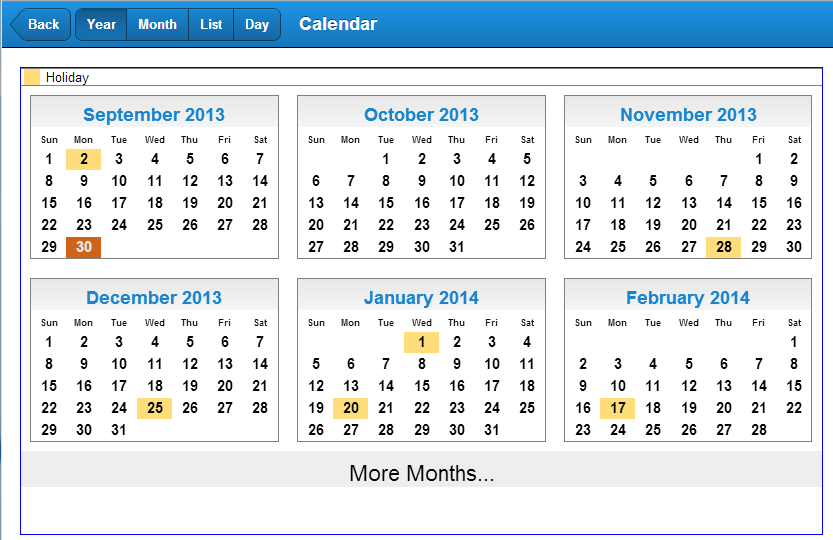 Back Year Month List Day Calendar
Holiday
September 2013
Sun Mon Tue Wed Thu Fri Sat
1 2 3 4 5 6 7
8 9 10 11 12 13 14
15 16 17 18 19 20 21
22 23 24 25 26 27 28
29 30
October 2013
Sun Mon Tue Wed Thu Fri Sat
1 2 3 4 5
6 7 8 9 10 11 12
13 14 15 16 17 18 19
20 21 22 23 24 25 26
27 28 29 30 31
November 2013
Sun Mon Tue Wed Thu Fri Sat
1 2
3 4 5 6 7 8 9
10 11 12 13 14 15 16
17 18 19 20 21 22 23
24 25 26 27 28 29 30
December 2013
Sun Mon Tue Wed Thu Fri Sat
1 2 3 4 5 6 7
8 9 10 11 12 13 14
15 16 17 18 19 20 21
22 23 24 25 26 27 28
29 30 31
January 2014
Sun Mon Tue Wed Thu Fri Sat
1 2 3 4
5 6 7 8 9 10 11
12 13 14 15 16 17 18
19 20 21 22 23 24 25
26 27 28 29 30 31
February 2014
Sun Mon Tue Wed Thu Fri Sat
1
2 3 4 5 6 7 8
9 10 11 12 13 14 15
16 17 18 19 20 21 22
23 24 25 26 27 28
More Months...